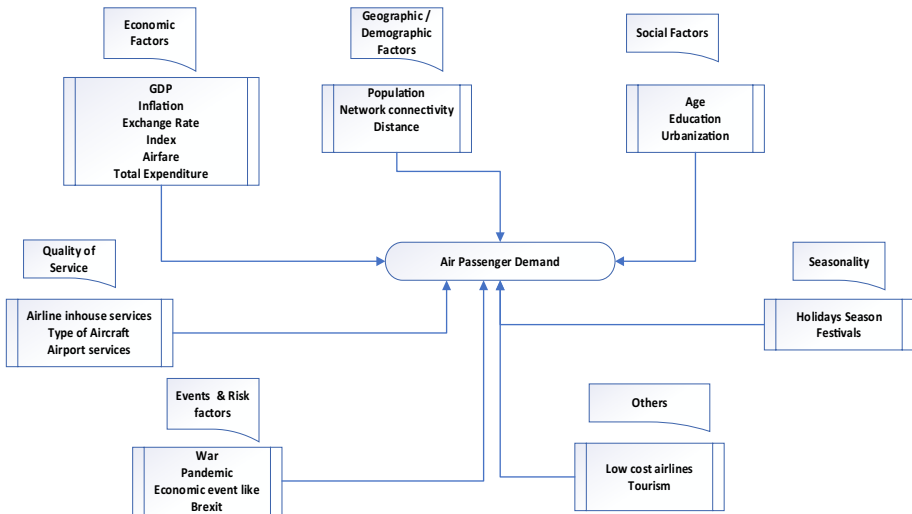 Economic
Factors
GDP
Inflation
Exchange Rate
Index
Airfare
Total Expenditure
Geographic /
Demographic
Factors
Population
Network connectivity
Distance
Social Factors
Age
Education
Urbanization
Air Passenger Demand
Quality of
Service
Airline inhouse services
Type of Aircraft
Airport services
Seasonality
Holidays Season
Festivals
Events & Risk
factors
War
Pandemic
Economic event like
Brexit
Others
Low cost airlines
Tourism